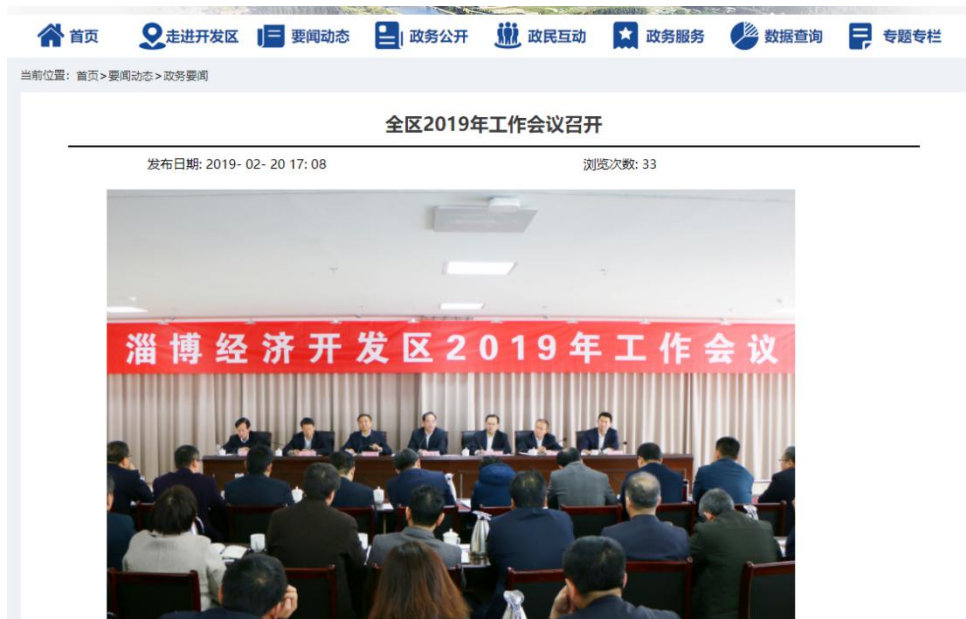 首页 走进开发区 要闻动态 政务公开 政民互动 政务服务 数据查询 专题专栏
当前位置：首页>要闻动态>政务要闻
全区2019年工作会议召开
发布日期: 2019- 02- 20 17: 08 浏览次数: 33
淄博经济开发区2019年工作会议